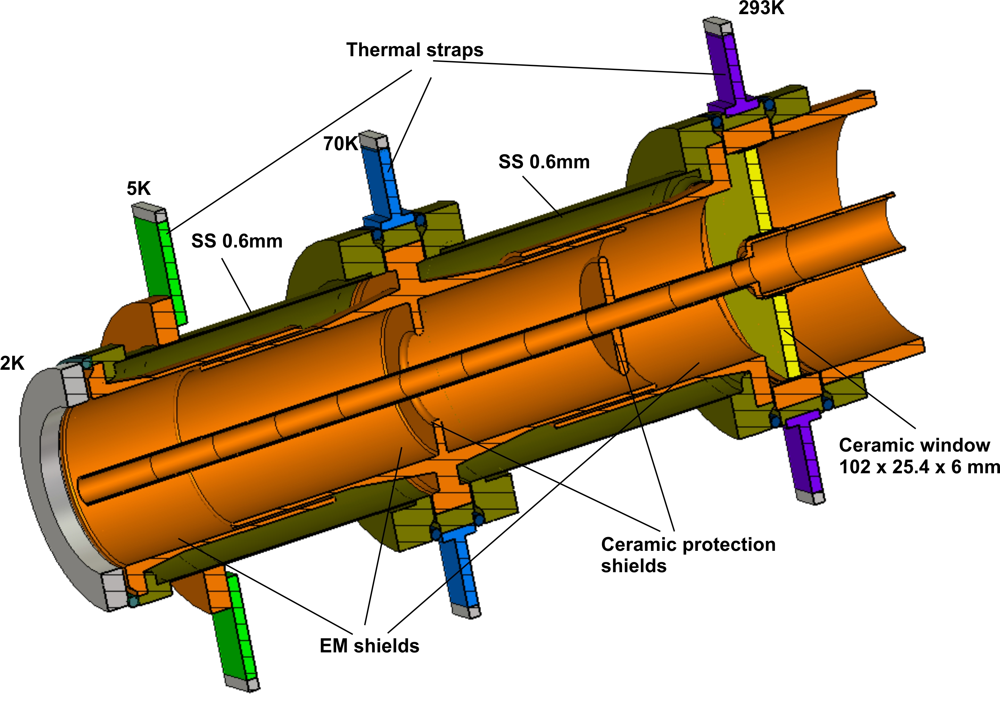 293K
Thermal straps
70K
SS 0.6mm
5K
SS 0.6mm
2K
Ceramic window
102 x 25.4 x 6 mm
Ceramic protection
shields
EM shields